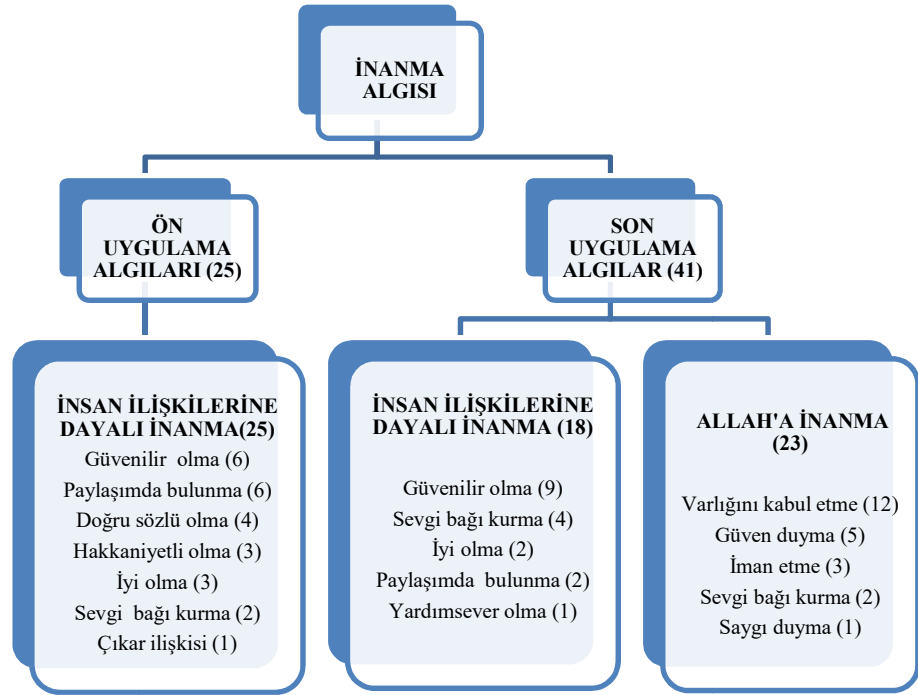 İNANMA
ALGISI
ÖN
UYGULAMA
ALGILARI (25)
SON
UYGULAMA
ALGILAR (41)
İNSAN İLİŞKİLERİNE
DAYALI İNANMA(25)
Güvenilir olma (6)
Paylaşımda bulunma (6)
Doğru sözlü olma (4)
Hakkaniyetli olma (3)
İyi olma (3)
Sevgi bağı kurma (2)
Çıkar ilişkisi (1)
İNSAN İLİŞKİLERİNE
DAYALI İNANMA (18)
Güvenilir olma (9)
Sevgi bağı kurma (4)
İyi olma (2)
Paylaşımda bulunma (2)
Yardımsever olma (1)
ALLAH'A İNANMA
(23)
Varlığını kabul etme (12)
Güven duyma (5)
İman etme (3)
Sevgi bağı kurma (2)
Saygı duyma (1)